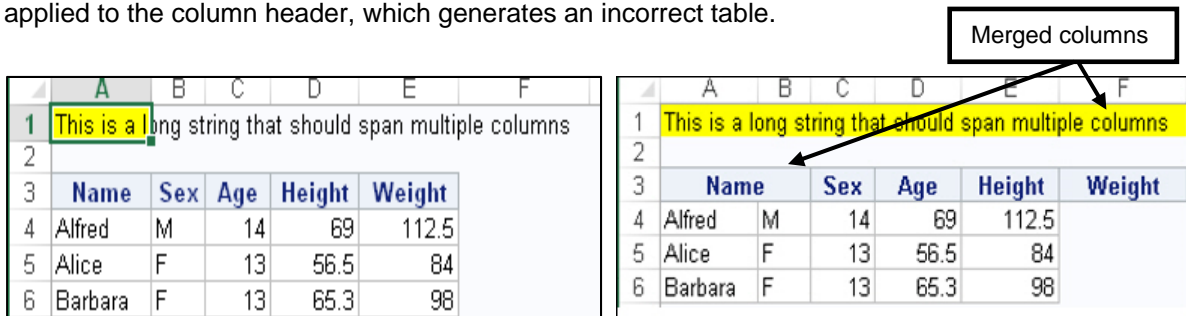 applied to the column header, which generates an incorrect table.
Merged columns
A B C D E F
1 This is a long string that should span multiple columns
2
3 Name Sex Age Height Weight
4 Alfred M 14 69 112.5
5 Alice F 13 56.5 84
6 Barbara F 13 65.3 98
A B C D E F
1 This is a long string that should span multiple columns
2
3 Name Sex Age Height Weight
4 Alfred M 14 69 112.5
5 Alice F 13 56.5 84
6 Barbara F 13 65.3 98